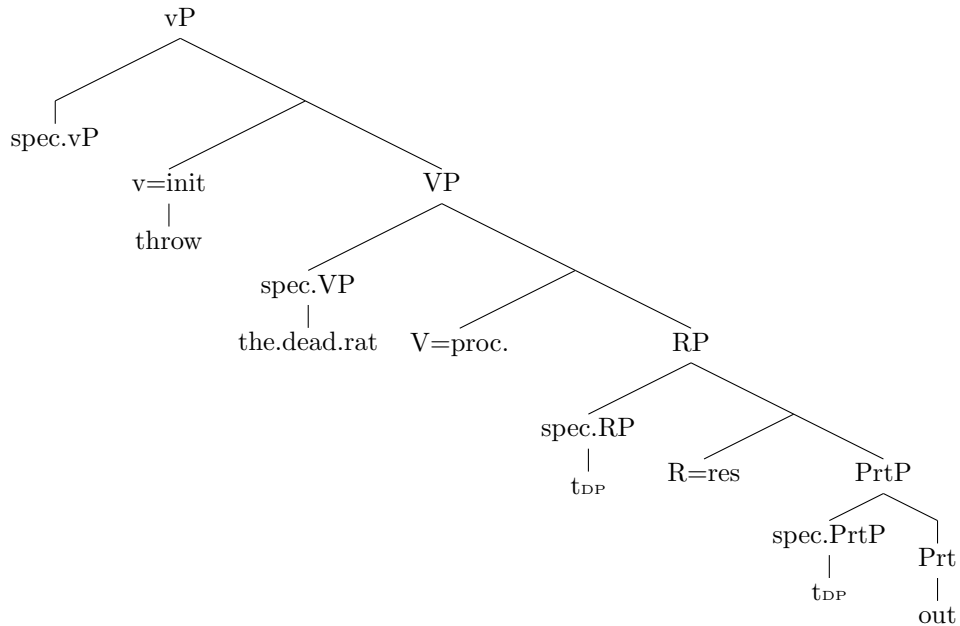 vP
spec.vP
v=init
VP
throw
spec.VP
the.dead.rat
V=proc.
RP
spec.RP
R=res
PrtP
tDP
spec.PrtP
Prt
tDP
out